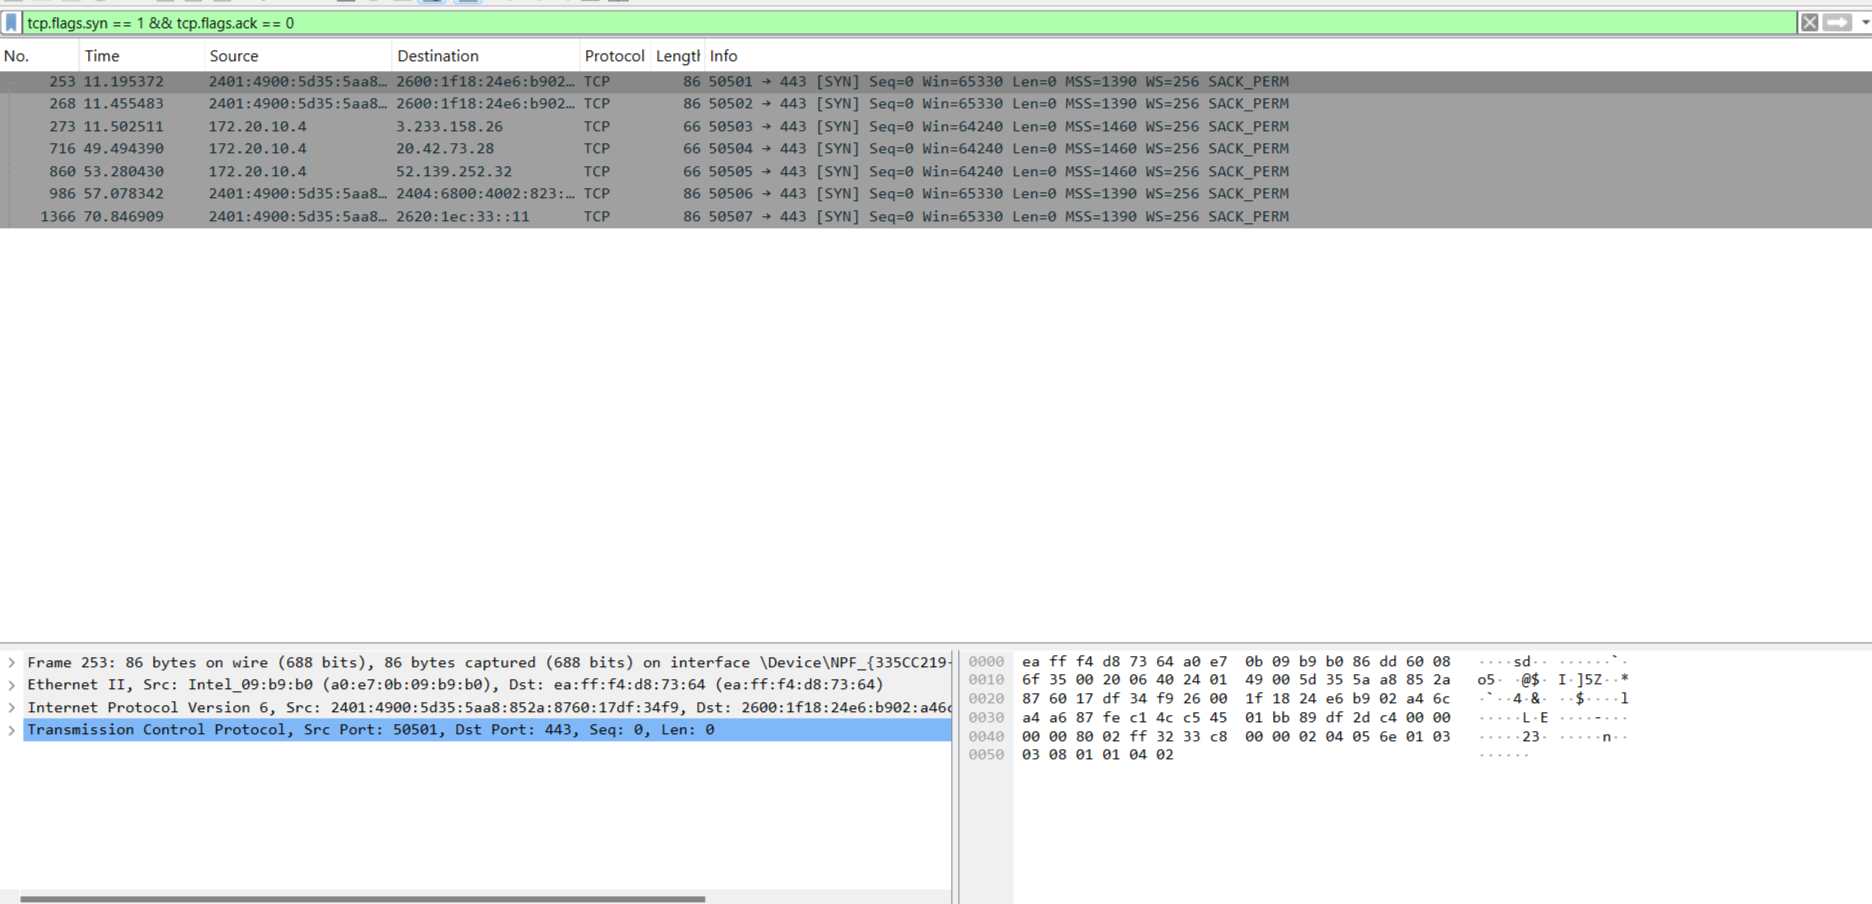 tcp.flags.syn == 1 && tcp.flags.ack == 0
No. Time Source Destination Protocol Length Info
253 11.195372 2401:4900:5d35:5aa8… 2600:1f18:24e6:b902… TCP 86 50501 → 443 [SYN] Seq=0 Win=65330 Len=0 MSS=1390 WS=256 SACK_PERM
268 11.455483 2401:4900:5d35:5aa8… 2600:1f18:24e6:b902… TCP 86 50502 → 443 [SYN] Seq=0 Win=65330 Len=0 MSS=1390 WS=256 SACK_PERM
273 11.502511 172.20.10.4 3.233.158.26 TCP 66 50503 → 443 [SYN] Seq=0 Win=64240 Len=0 MSS=1460 WS=256 SACK_PERM
716 49.494390 172.20.10.4 20.42.73.28 TCP 66 50504 → 443 [SYN] Seq=0 Win=64240 Len=0 MSS=1460 WS=256 SACK_PERM
860 53.280430 172.20.10.4 52.139.252.32 TCP 66 50505 → 443 [SYN] Seq=0 Win=64240 Len=0 MSS=1460 WS=256 SACK_PERM
986 57.078342 2401:4900:5d35:5aa8… 2404:6800:4002:823:… TCP 86 50506 → 443 [SYN] Seq=0 Win=65330 Len=0 MSS=1390 WS=256 SACK_PERM
1366 70.846909 2401:4900:5d35:5aa8… 2620:1ec:33::11 TCP 86 50507 → 443 [SYN] Seq=0 Win=65330 Len=0 MSS=1390 WS=256 SACK_PERM
Frame 253: 86 bytes on wire (688 bits), 86 bytes captured (688 bits) on interface \Device\NPF_{335CC219-
Ethernet II, Src: Intel_09:b9:b0 (a0:e7:0b:09:b9:b0), Dst: ea:ff:f4:d8:73:64 (ea:ff:f4:d8:73:64)
Internet Protocol Version 6, Src: 2401:4900:5d35:5aa8:852a:8760:17df:34f9, Dst: 2600:1f18:24e6:b902:a46c
Transmission Control Protocol, Src Port: 50501, Dst Port: 443, Seq: 0, Len: 0
0000 ea ff f4 d8 73 64 a0 e7 0b 09 b9 b0 86 dd 60 08 ····sd·· ······`·
0010 6f 35 00 20 06 40 24 01 49 00 5d 35 5a a8 85 2a o5· ·@$· I·]5Z··*
0020 87 60 17 df 34 f9 26 00 1f 18 24 e6 b9 02 a4 6c ·`··4·&· ··$····l
0030 a4 a6 87 fe c1 4c c5 45 01 bb 89 df 2d c4 00 00 ·····L·E ····-···
0040 00 00 80 02 ff 32 33 c8 00 00 02 04 05 6e 01 03 ·····23· ·····n··
0050 03 08 01 01 04 02 ······